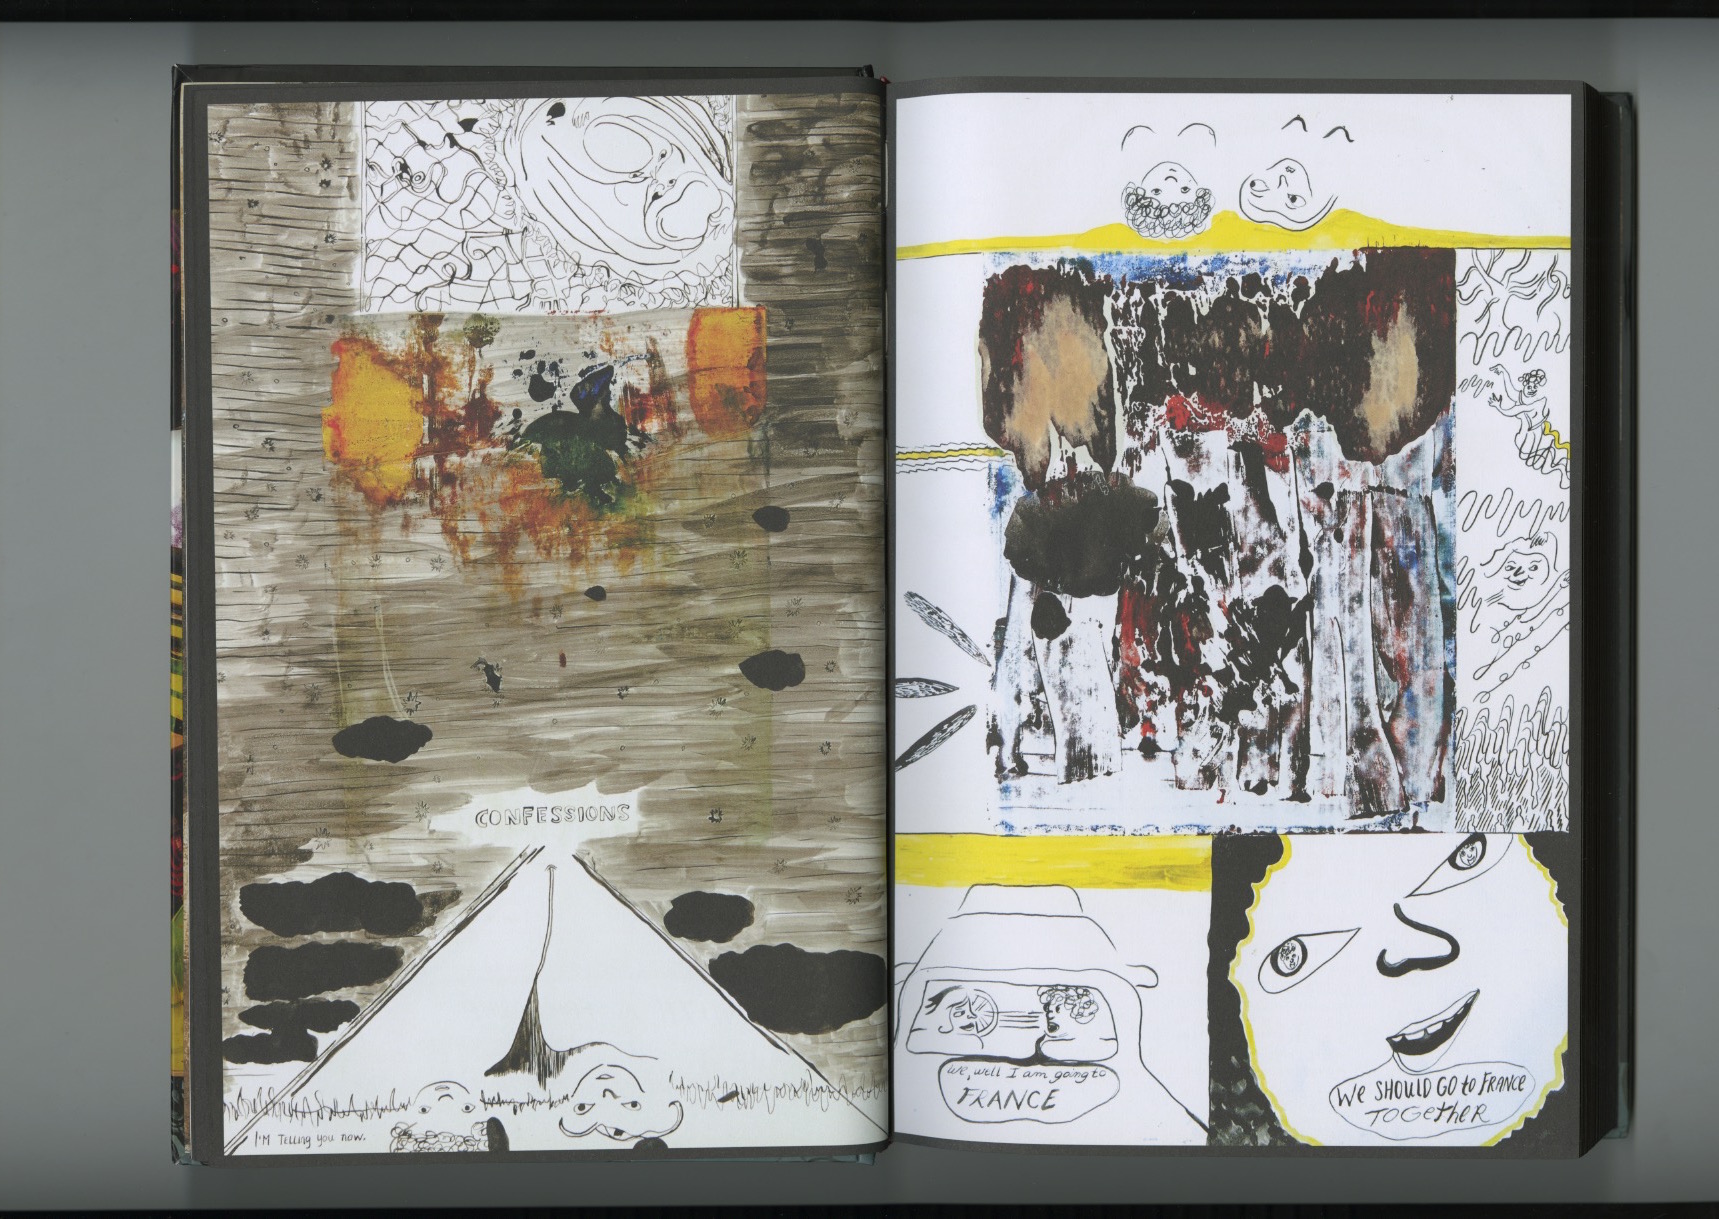 CONFESSIONS
I'M TELLING you now.
We, well I am going to
FRANCE
WE SHOULD GO to FRANCE
TOGetheR